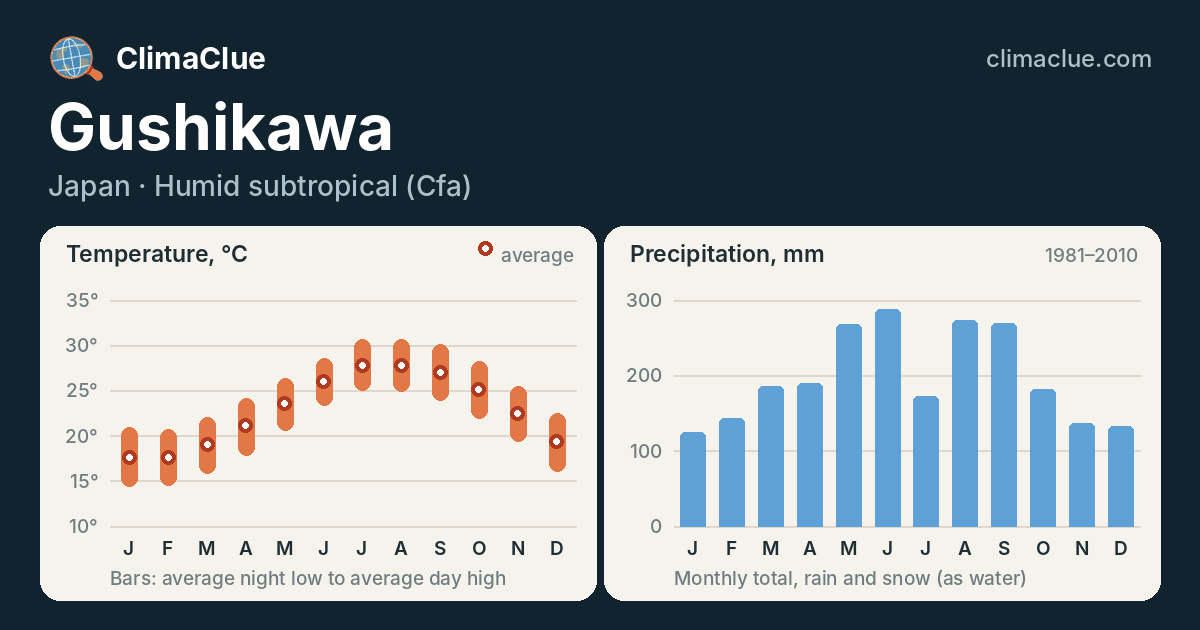 ClimaClue
climaclue.com
Gushikawa
Japan · Humid subtropical (Cfa)
Temperature, °C
average
35°
30°
25°
20°
15°
10°
J F M A M J J A S O N D
Bars: average night low to average day high
Precipitation, mm
1981–2010
300
200
100
0
J F M A M J J A S O N D
Monthly total, rain and snow (as water)